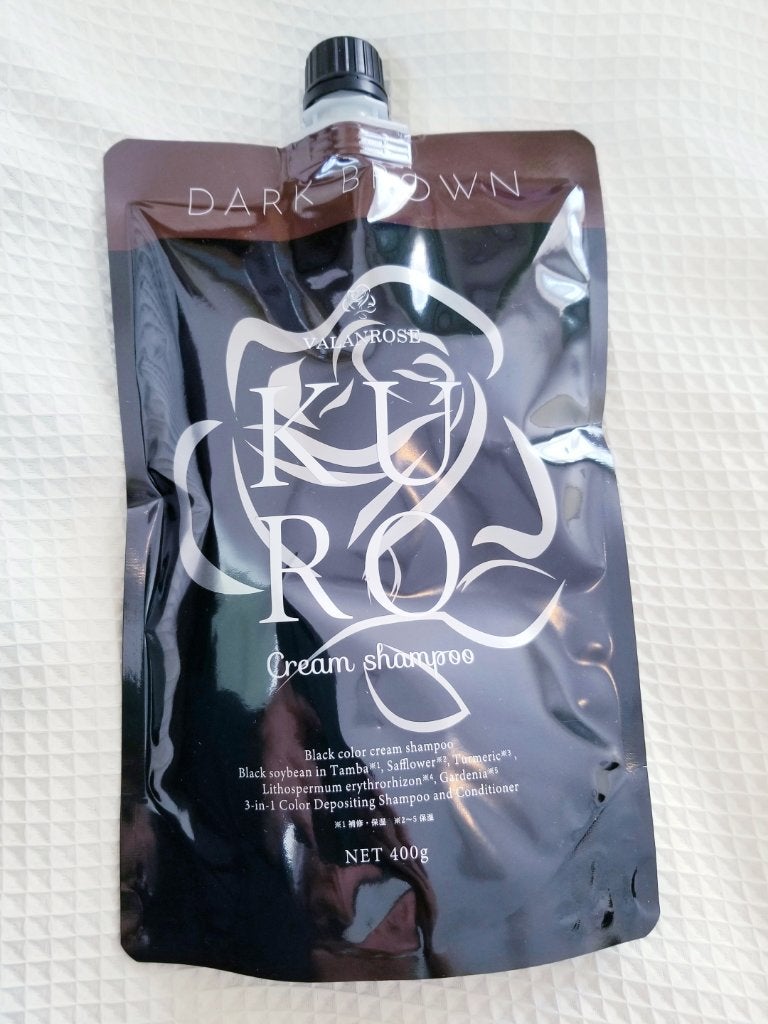 DARK BROWN
VALANROSE
KU
RO
Cream shampoo
Black color cream shampoo
Black soybean in Tamba※1, Safflower※2, Turmeric※3,
Lithospermum erythrorhizon※4, Gardenia※5
3-in-1 Color Depositing Shampoo and Conditioner
※1 補修・保湿 ※2～5 保湿
NET 400g